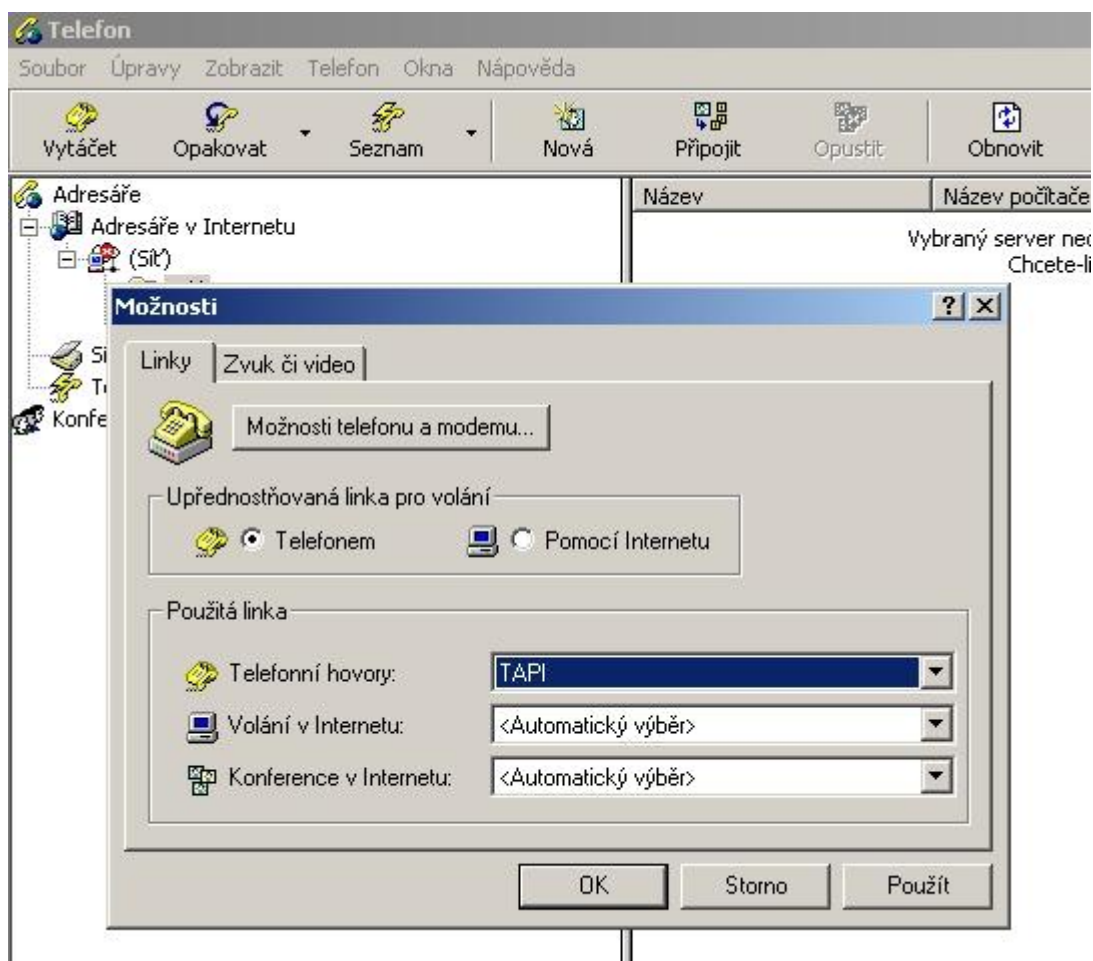 Telefon
Soubor Úpravy Zobrazit Telefon Okna Nápověda
Vytáčet Opakovat Seznam Nová Připojit Opustit Obnovit
Adresáře
Název Název počítače
Adresáře v Internetu
Vybraný server
(Síť)
Chcete-li
Možnosti
Linky Zvuk či video
Konfe
Možnosti telefonu a modemu...
Upřednostňovaná linka pro volání
Telefonem Pomocí Internetu
Použitá linka
Telefonní hovory: TAPI
Volání v Internetu: <Automatický výběr>
Konference v Internetu: <Automatický výběr>
OK Storno Použít